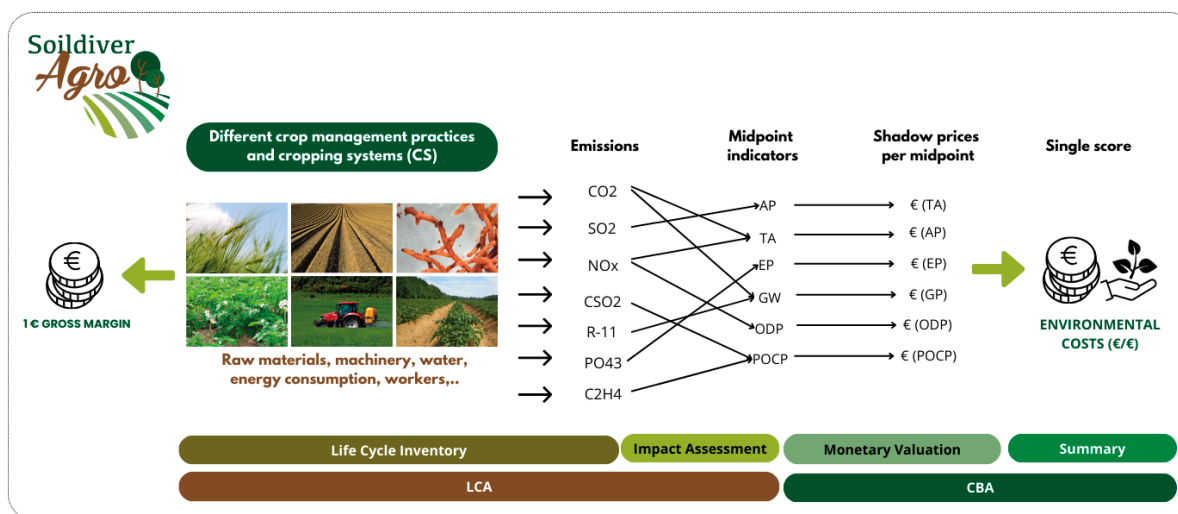 Soildiver
Agro
Different crop management practices
and cropping systems (CS)
Emissions
Midpoint
indicators
Shadow prices
per midpoint
Single score
CO2
SO2
NOx
CSO2
R-11
PO43
C2H4
AP
TA
EP
GW
ODP
POCP
€ (TA)
€ (AP)
€ (EP)
€ (GP)
€ (ODP)
€ (POCP)
€
1 € GROSS MARGIN
€
ENVIRONMENTAL
COSTS (€/€)
Raw materials, machinery, water,
energy consumption, workers,..
Life Cycle Inventory
Impact Assessment
Monetary Valuation
Summary
LCA
CBA